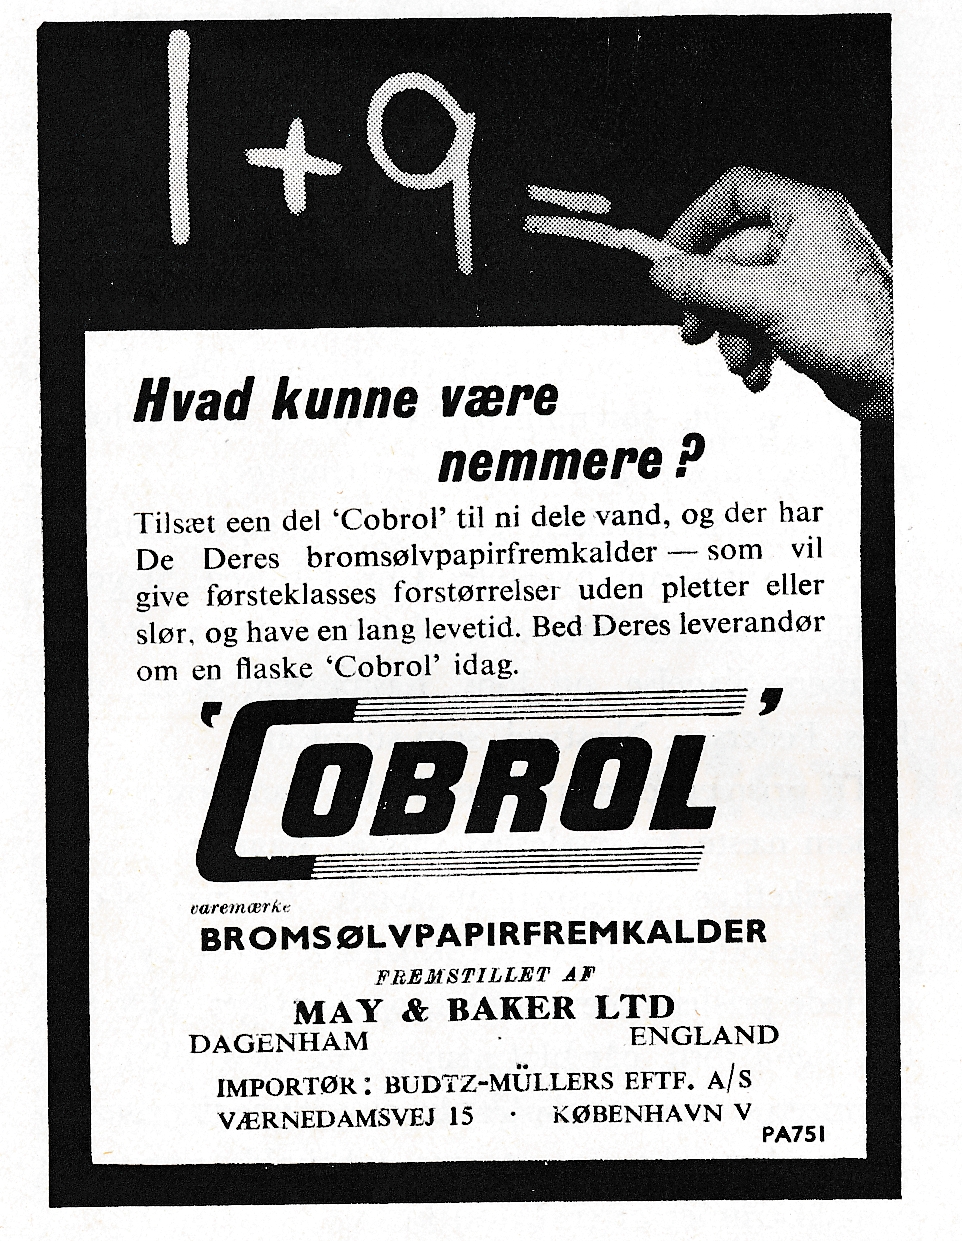 1 + 9 =
Hvad kunne være
nemmere ?
Tilsæt een del ‘Cobrol’ til ni dele vand, og der har
De Deres bromsølvpapirfremkalder — som vil
give førsteklasses forstørrelser uden pletter eller
slør, og have en lang levetid. Bed Deres leverandør
om en flaske ‘Cobrol’ idag.
‘COBROL’
varemærke
BROMSØLVPAPIRFREMKALDER
FREMSTILLET AF
MAY & BAKER LTD
DAGENHAM · ENGLAND
IMPORTØR : BUDTZ-MÜLLERS EFTF. A/S
VÆRNEDAMSVEJ 15 · KØBENHAVN V
PA751